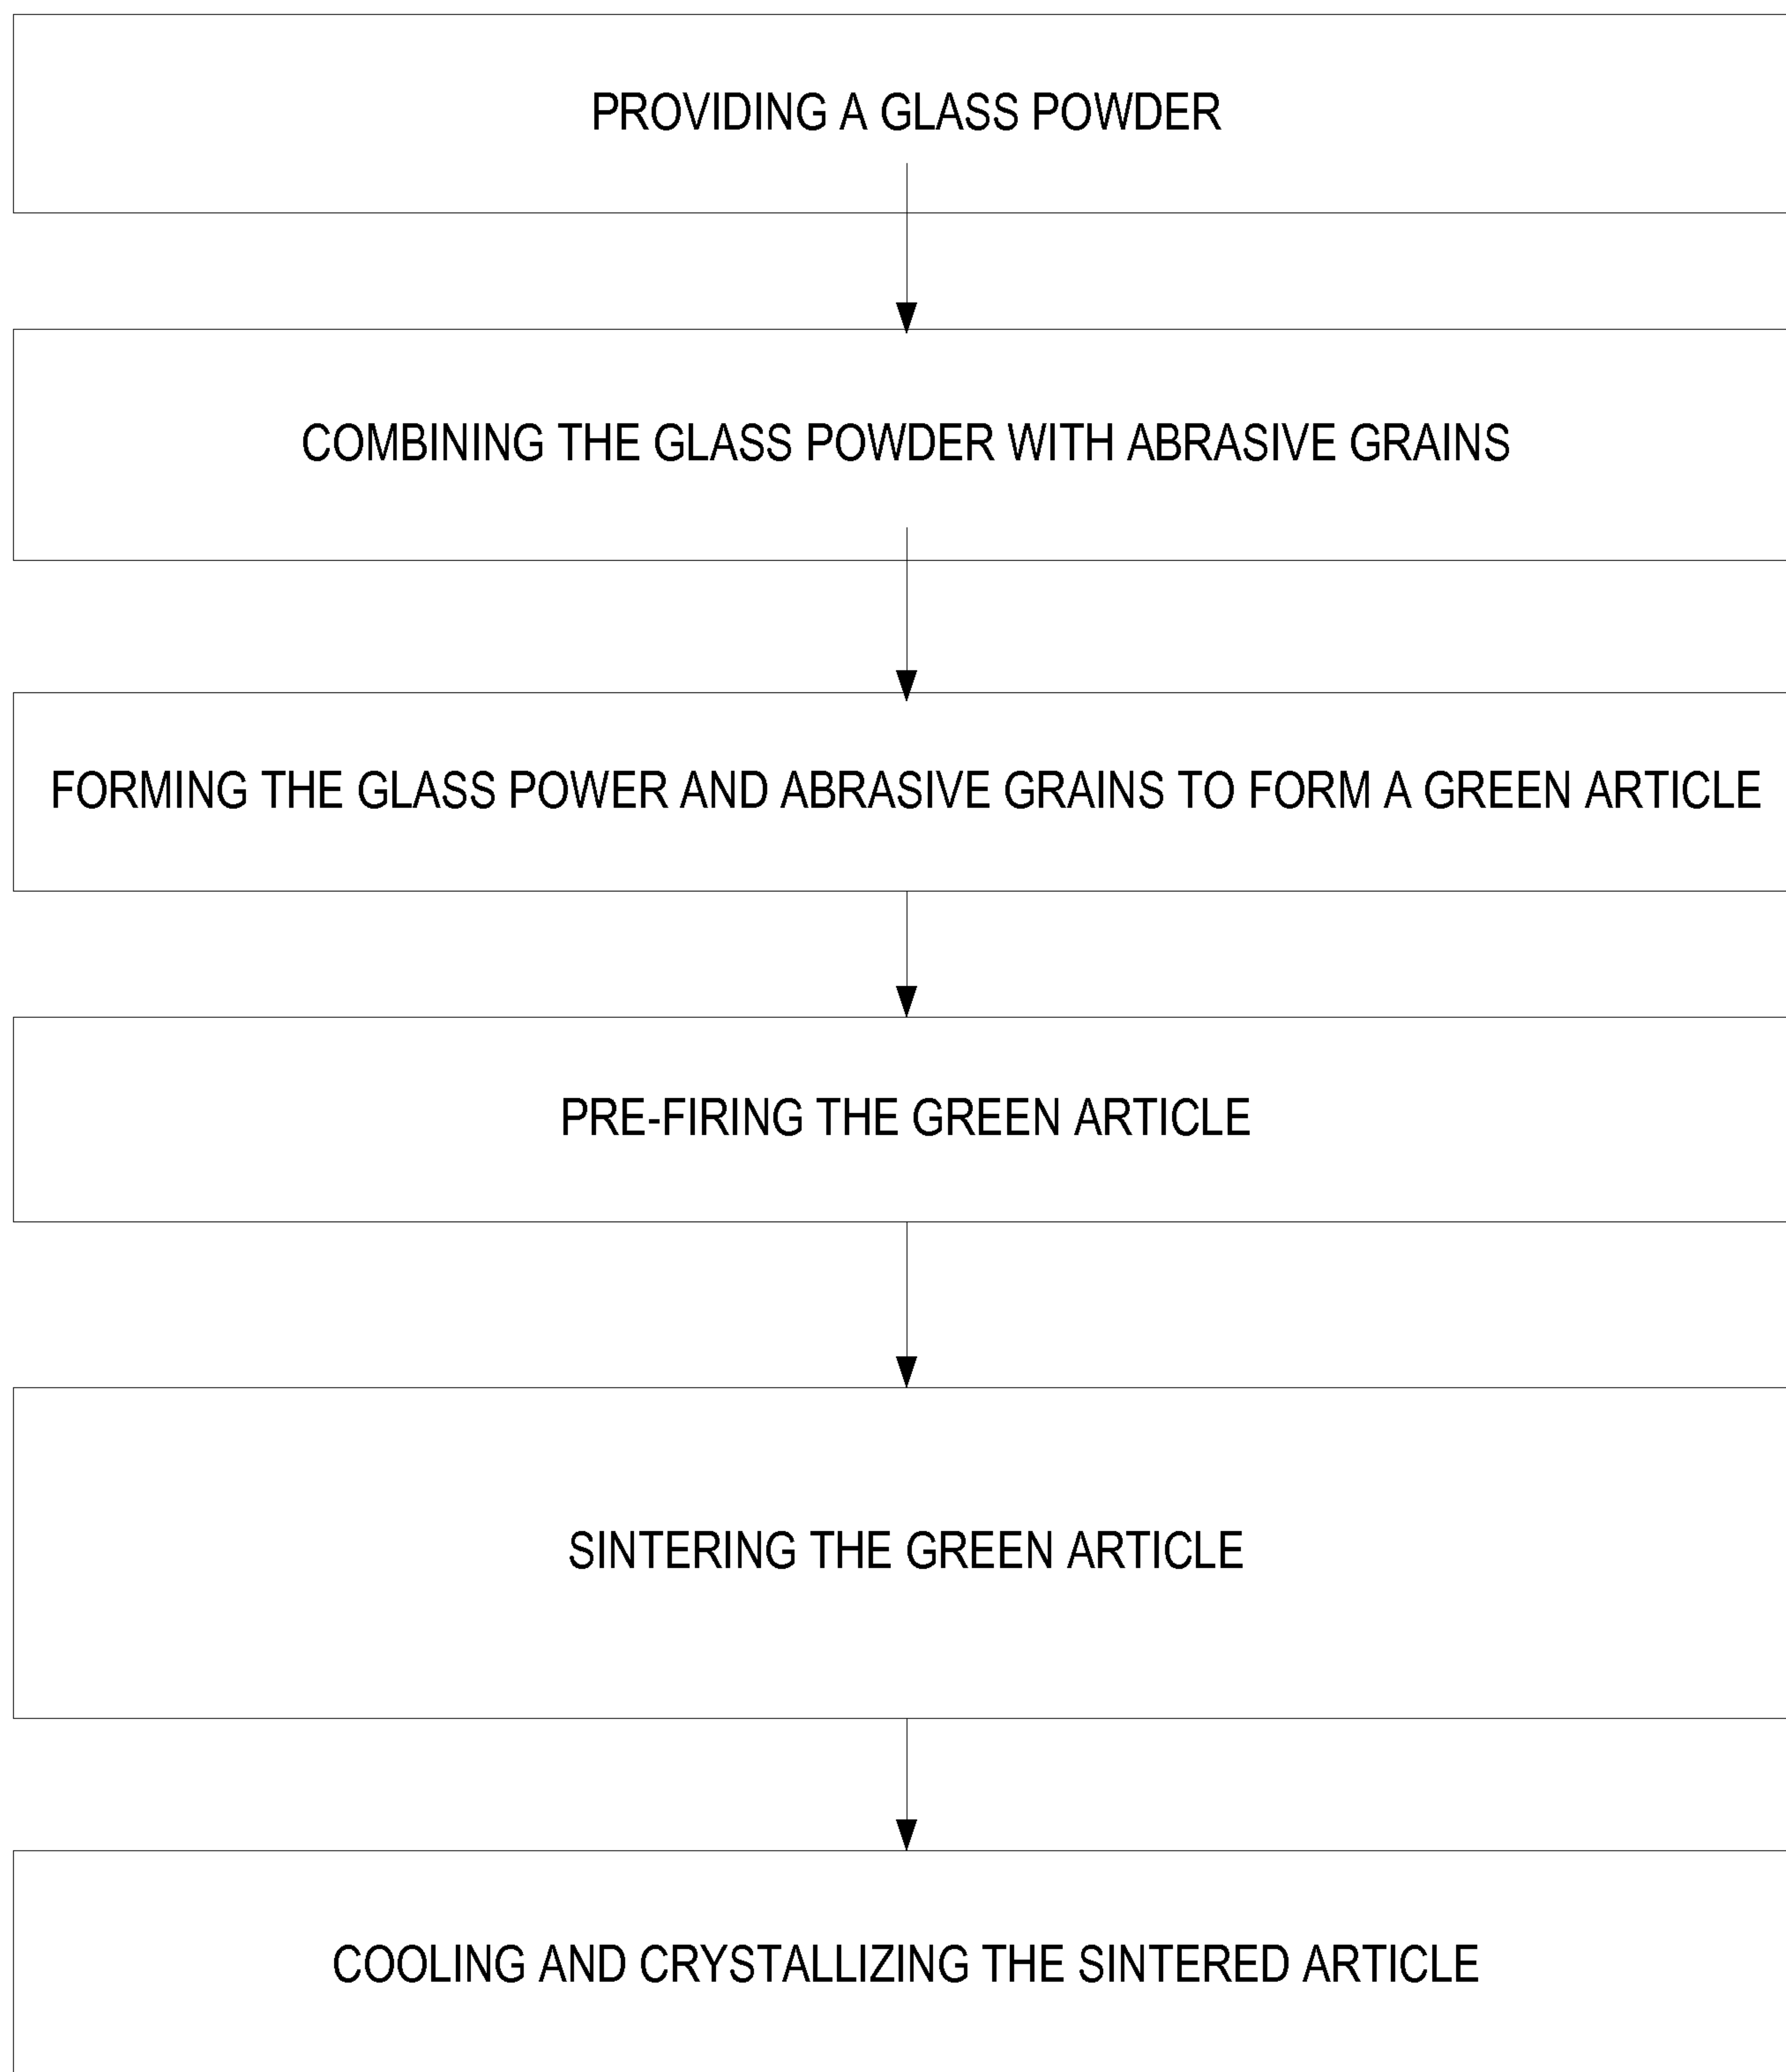 PROVIDING A GLASS POWDER
COMBINING THE GLASS POWDER WITH ABRASIVE GRAINS
FORMING THE GLASS POWER AND ABRASIVE GRAINS TO FORM A GREEN ARTICLE
PRE-FIRING THE GREEN ARTICLE
SINTERING THE GREEN ARTICLE
COOLING AND CRYSTALLIZING THE SINTERED ARTICLE